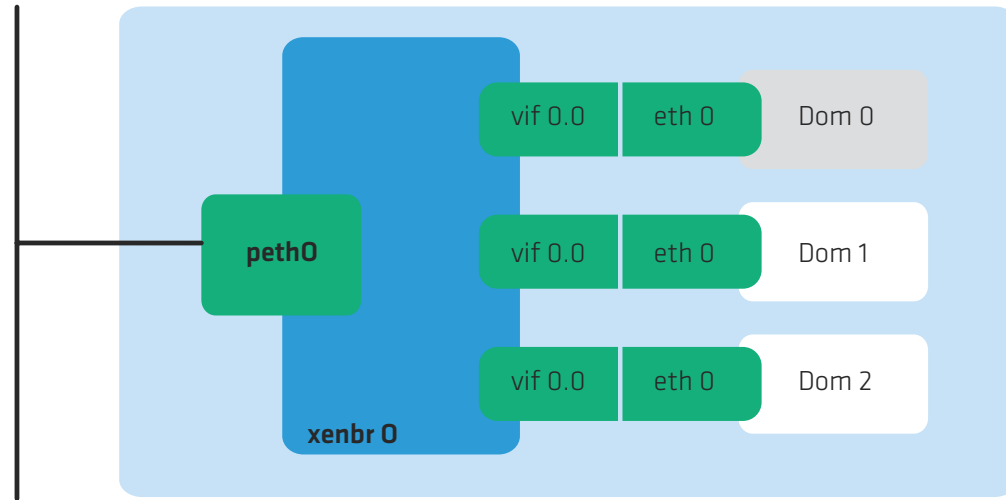 vif 0.0 eth 0 Dom 0
peth0 vif 0.0 eth 0 Dom 1
vif 0.0 eth 0 Dom 2
xenbr 0